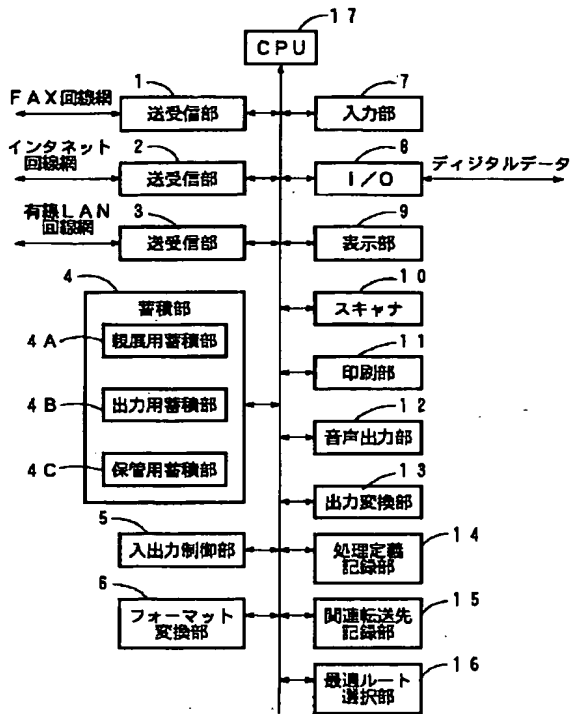 17
CPU
1
FAX回線網
送受信部
7
入力部
インタネット
回線網
2
送受信部
8
I/O
ディジタルデータ
有線LAN
回線網
3
送受信部
9
表示部
4
蓄積部
4A
親展用蓄積部
4B
出力用蓄積部
4C
保管用蓄積部
10
スキャナ
11
印刷部
12
音声出力部
13
出力変換部
5
入出力制御部
14
処理定義
記録部
6
フォーマット
変換部
15
関連転送先
記録部
16
最適ルート
選択部